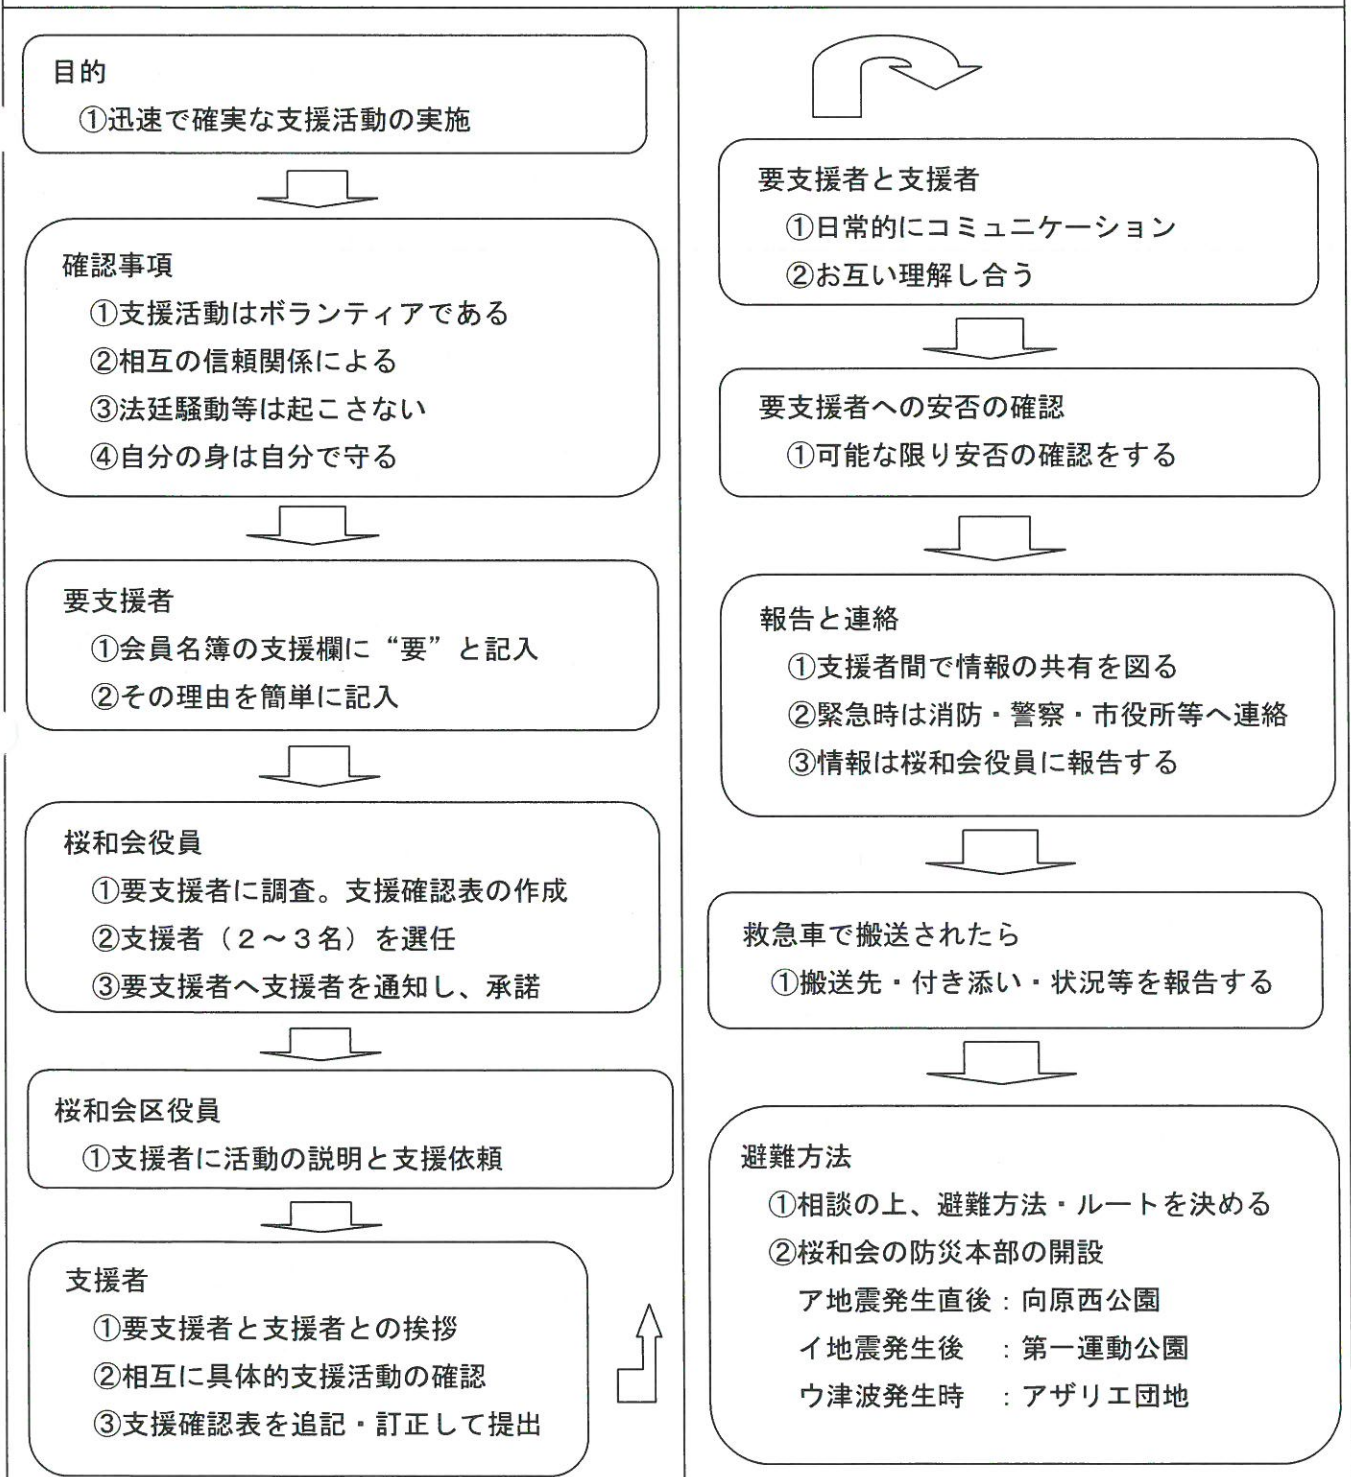 目的
①迅速で確実な支援活動の実施
確認事項
①支援活動はボランティアである
②相互の信頼関係による
③法廷騒動等は起こさない
④自分の身は自分で守る
要支援者
①会員名簿の支援欄に“要”と記入
②その理由を簡単に記入
桜和会役員
①要支援者に調査。支援確認表の作成
②支援者（２～３名）を選任
③要支援者へ支援者を通知し、承諾
桜和会区役員
①支援者に活動の説明と支援依頼
支援者
①要支援者と支援者との挨拶
②相互に具体的支援活動の確認
③支援確認表を追記・訂正して提出
要支援者と支援者
①日常的にコミュニケーション
②お互い理解し合う
要支援者への安否の確認
①可能な限り安否の確認をする
報告と連絡
①支援者間で情報の共有を図る
②緊急時は消防・警察・市役所等へ連絡
③情報は桜和会役員に報告する
救急車で搬送されたら
①搬送先・付き添い・状況等を報告する
避難方法
①相談の上、避難方法・ルートを決める
②桜和会の防災本部の開設
ア地震発生直後：向原西公園
イ地震発生後　：第一運動公園
ウ津波発生時　：アザリエ団地